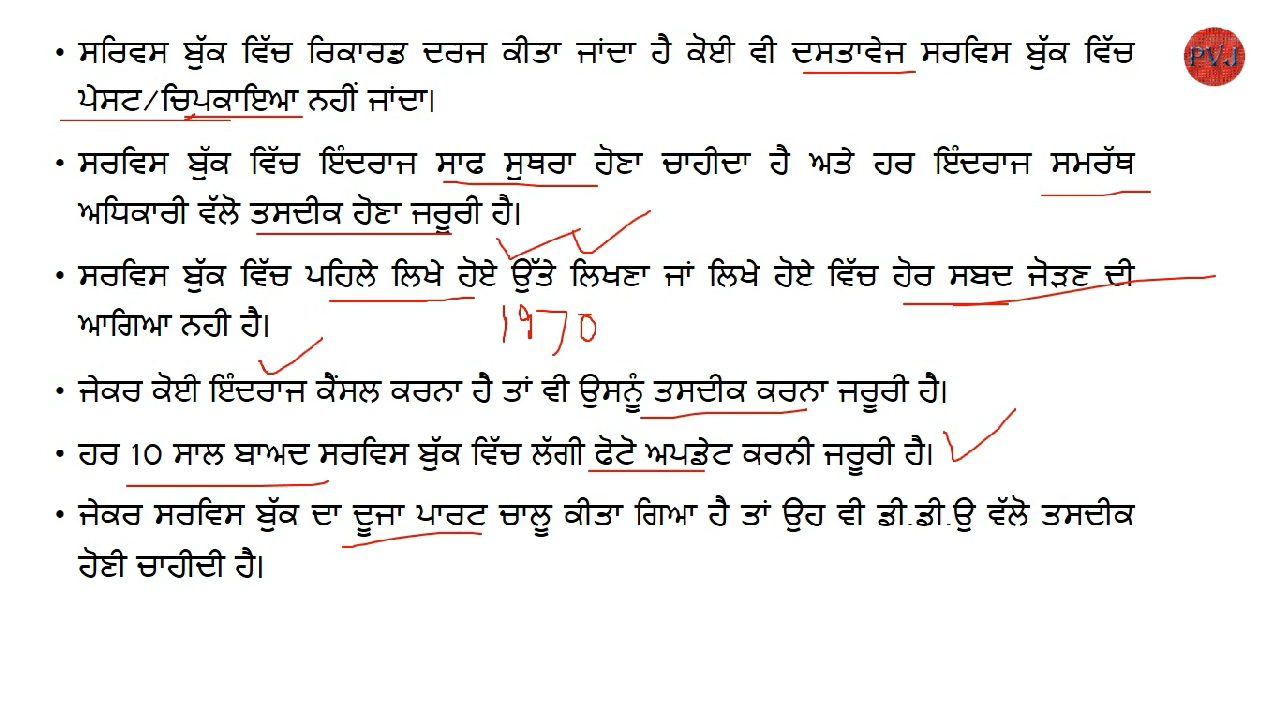 • ਸਰਿਵਸ ਬੁੱਕ ਵਿੱਚ ਰਿਕਾਰਡ ਦਰਜ ਕੀਤਾ ਜਾਂਦਾ ਹੈ ਕੋਈ ਵੀ ਦਸਤਾਵੇਜ ਸਰਵਿਸ ਬੁੱਕ ਵਿੱਚ
PVJ
ਪੇਸਟ/ਚਿਪਕਾਇਆ ਨਹੀਂ ਜਾਂਦਾ।
• ਸਰਵਿਸ ਬੁੱਕ ਵਿੱਚ ਇੰਦਰਾਜ ਸਾਫ ਸੁਥਰਾ ਹੋਣਾ ਚਾਹੀਦਾ ਹੈ ਅਤੇ ਹਰ ਇੰਦਰਾਜ ਸਮਰੱਥ
ਅਧਿਕਾਰੀ ਵੱਲੋ ਤਸਦੀਕ ਹੋਣਾ ਜਰੂਰੀ ਹੈ।
• ਸਰਵਿਸ ਬੁੱਕ ਵਿੱਚ ਪਹਿਲੇ ਲਿਖੇ ਹੋਏ ਉੱਤੇ ਲਿਖਣਾ ਜਾਂ ਲਿਖੇ ਹੋਏ ਵਿੱਚ ਹੋਰ ਸਬਦ ਜੋੜਣ ਦੀ
ਆਗਿਆ ਨਹੀ ਹੈ।
1970
• ਜੇਕਰ ਕੋਈ ਇੰਦਰਾਜ ਕੈਂਸਲ ਕਰਨਾ ਹੈ ਤਾਂ ਵੀ ਉਸਨੂੰ ਤਸਦੀਕ ਕਰਨਾ ਜਰੂਰੀ ਹੈ।
• ਹਰ 10 ਸਾਲ ਬਾਅਦ ਸਰਵਿਸ ਬੁੱਕ ਵਿੱਚ ਲੱਗੀ ਫੋਟੋ ਅਪਡੇਟ ਕਰਨੀ ਜਰੂਰੀ ਹੈ।
• ਜੇਕਰ ਸਰਵਿਸ ਬੁੱਕ ਦਾ ਦੂਜਾ ਪਾਰਟ ਚਾਲੂ ਕੀਤਾ ਗਿਆ ਹੈ ਤਾਂ ਉਹ ਵੀ ਡੀ.ਡੀ.ਉ ਵੱਲੋ ਤਸਦੀਕ
ਹੋਣੀ ਚਾਹੀਦੀ ਹੈ।